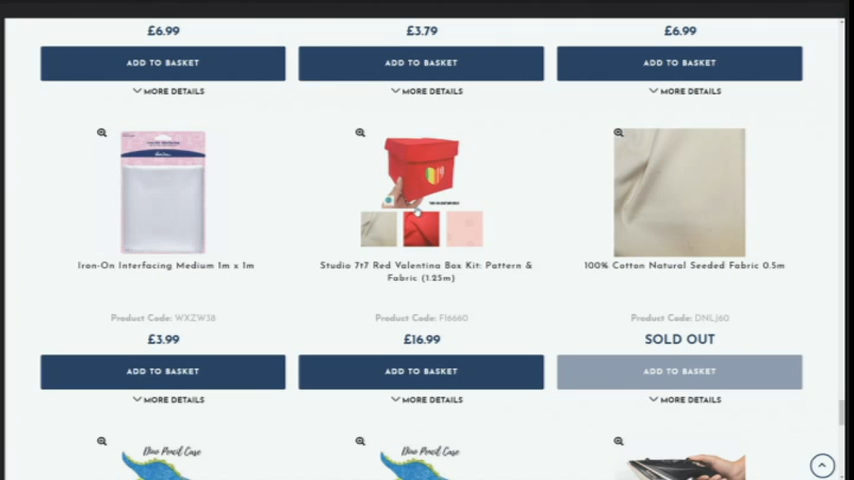 £6.99 £3.79 £6.99
ADD TO BASKET ADD TO BASKET ADD TO BASKET
MORE DETAILS MORE DETAILS MORE DETAILS
Iron-On Interfacing Medium 1m x 1m
Studio 7t7 Red Valentina Box Kit: Pattern &
Fabric (1.25m)
100% Cotton Natural Seeded Fabric 0.5m
Product Code: WXZW38 Product Code: F16660 Product Code: DNLJ60
£3.99 £16.99 SOLD OUT
ADD TO BASKET ADD TO BASKET ADD TO BASKET
MORE DETAILS MORE DETAILS MORE DETAILS
Dino Pencil Case Dino Pencil Case